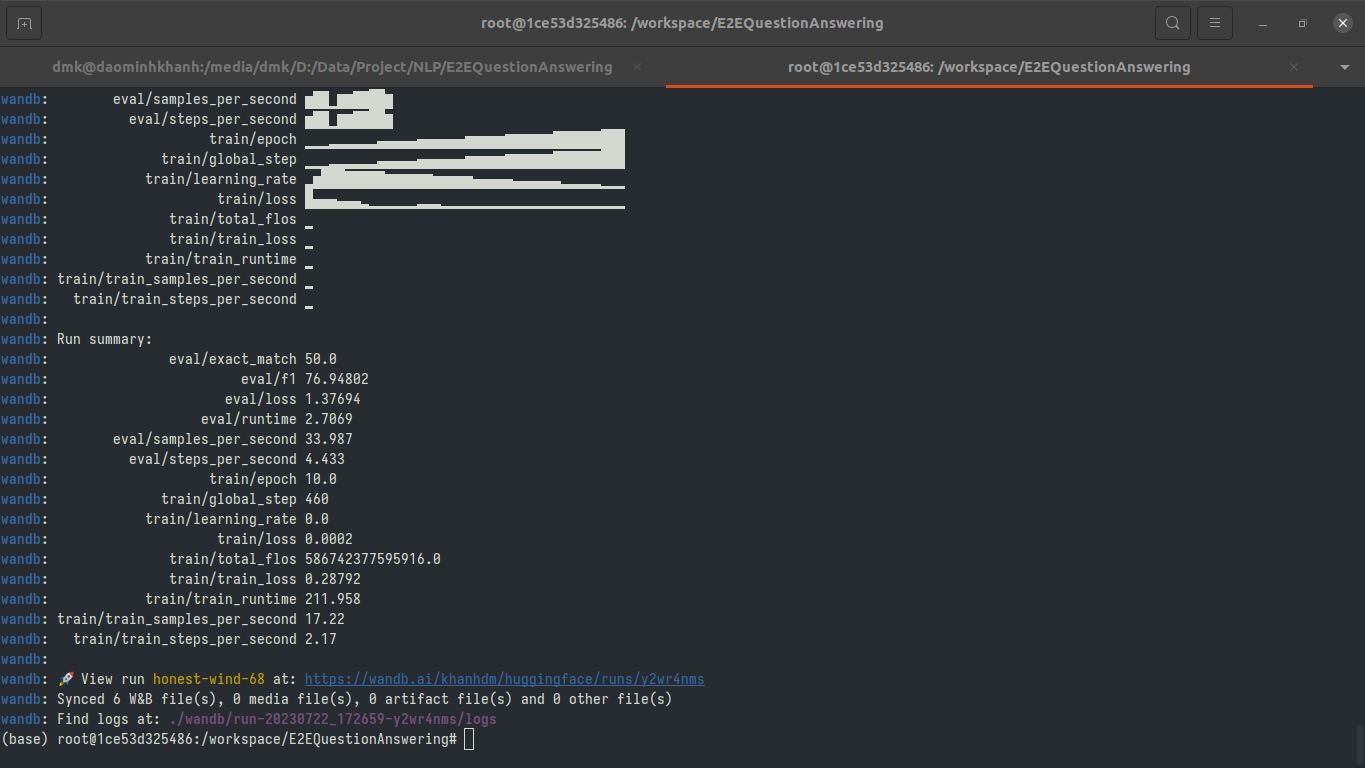 root@1ce53d325486: /workspace/E2EQuestionAnswering
dmk@daominhkhanh:/media/dmk/D:/Data/Project/NLP/E2EQuestionAnswering
root@1ce53d325486: /workspace/E2EQuestionAnswering
wandb: eval/samples_per_second
wandb: eval/steps_per_second
wandb: train/epoch
wandb: train/global_step
wandb: train/learning_rate
wandb: train/loss
wandb: train/total_flos
wandb: train/train_loss
wandb: train/train_runtime
wandb: train/train_samples_per_second
wandb: train/train_steps_per_second
wandb:
wandb: Run summary:
wandb: eval/exact_match 50.0
wandb: eval/f1 76.94802
wandb: eval/loss 1.37694
wandb: eval/runtime 2.7069
wandb: eval/samples_per_second 33.987
wandb: eval/steps_per_second 4.433
wandb: train/epoch 10.0
wandb: train/global_step 460
wandb: train/learning_rate 0.0
wandb: train/loss 0.0002
wandb: train/total_flos 586742377595916.0
wandb: train/train_loss 0.28792
wandb: train/train_runtime 211.958
wandb: train/train_samples_per_second 17.22
wandb: train/train_steps_per_second 2.17
wandb:
wandb: 🚀 View run honest-wind-68 at: https://wandb.ai/khanhdm/huggingface/runs/y2wr4nms
wandb: Synced 6 W&B file(s), 0 media file(s), 0 artifact file(s) and 0 other file(s)
wandb: Find logs at: ./wandb/run-20230722_172659-y2wr4nms/logs
(base) root@1ce53d325486:/workspace/E2EQuestionAnswering#